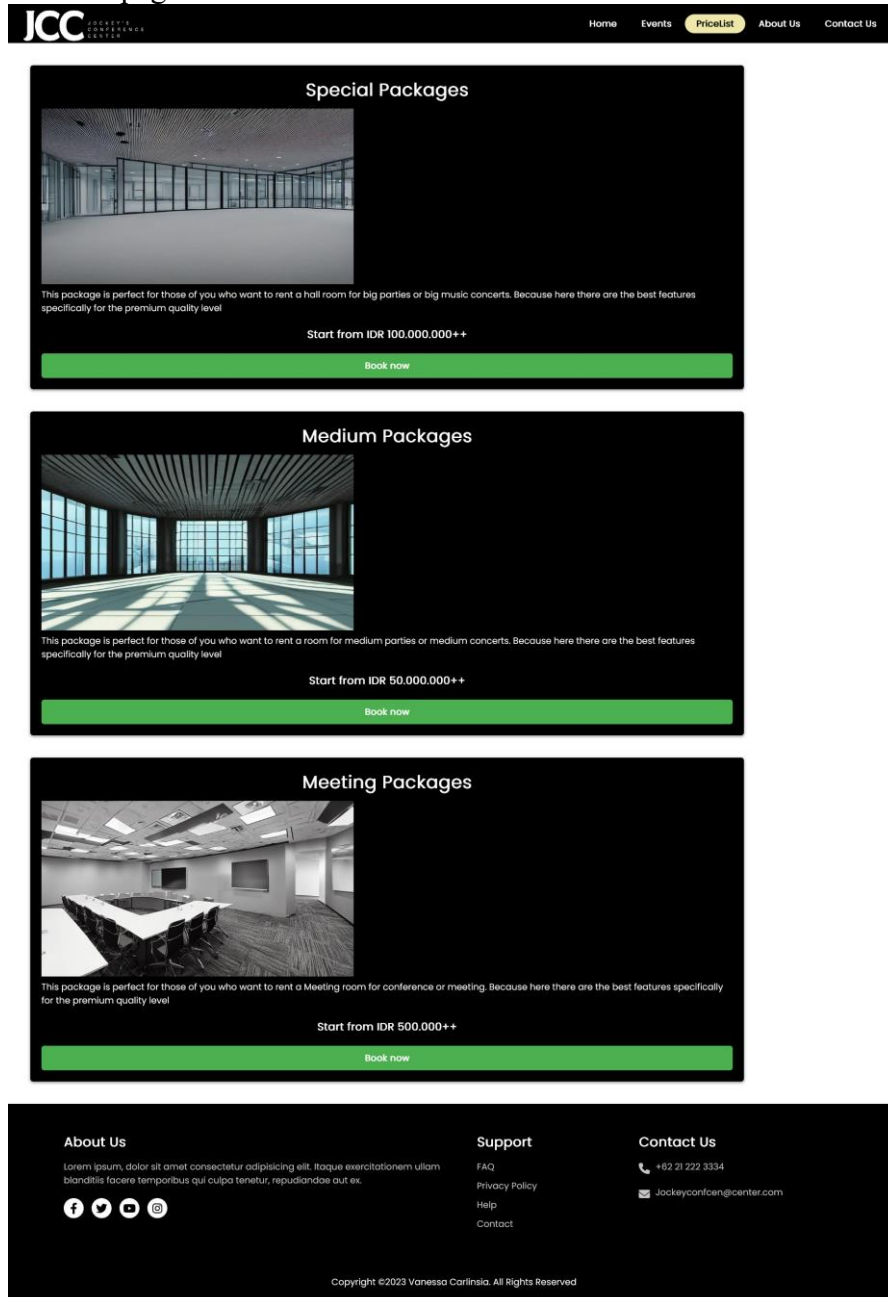 JCC JOCKEY'S
CONFERENCE
CENTER
Home Events PriceList About Us Contact Us
Special Packages
This package is perfect for those of you who want to rent a hall room for big parties or big music concerts. Because here there are the best features
specifically for the premium quality level
Start from IDR 100.000.000++
Book now
Medium Packages
This package is perfect for those of you who want to rent a room for medium parties or medium concerts. Because here there are the best features
specifically for the premium quality level
Start from IDR 50.000.000++
Book now
Meeting Packages
This package is perfect for those of you who want to rent a Meeting room for conference or meeting. Because here there are the best features specifically
for the premium quality level
Start from IDR 500.000++
Book now
About Us
Lorem ipsum, dolor sit amet consectetur adipisicing elit. Itaque exercitationem ullam
blanditiis facere temporibus qui culpa tenetur, repudiandae aut ex.
Support
FAQ
Privacy Policy
Help
Contact
Contact Us
+62 21 222 3334
Jockeyconfcen@center.com
Copyright ©2023 Vanessa Carlinsia. All Rights Reserved